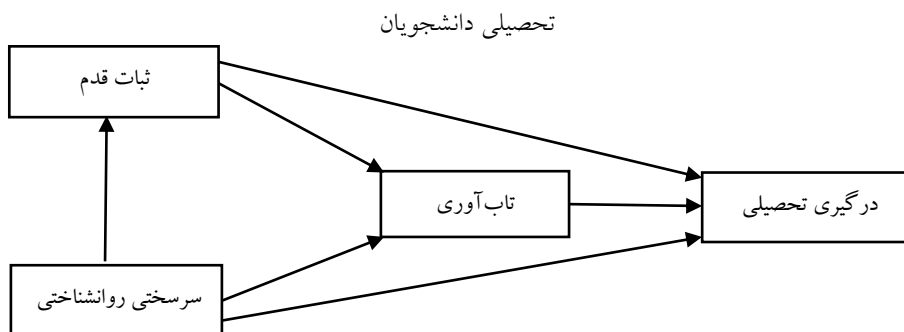 تحصیلی دانشجویان
ثبات قدم
تاب‌آوری
درگیری تحصیلی
سرسختی روانشناختی